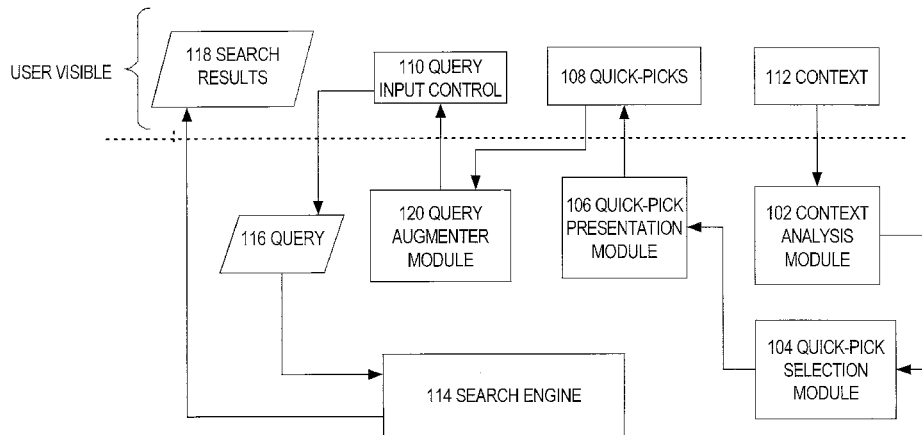 USER VISIBLE
118 SEARCH
RESULTS
110 QUERY
INPUT CONTROL
108 QUICK-PICKS
112 CONTEXT
116 QUERY
120 QUERY
AUGMENTER
MODULE
106 QUICK-PICK
PRESENTATION
MODULE
102 CONTEXT
ANALYSIS
MODULE
104 QUICK-PICK
SELECTION
MODULE
114 SEARCH ENGINE